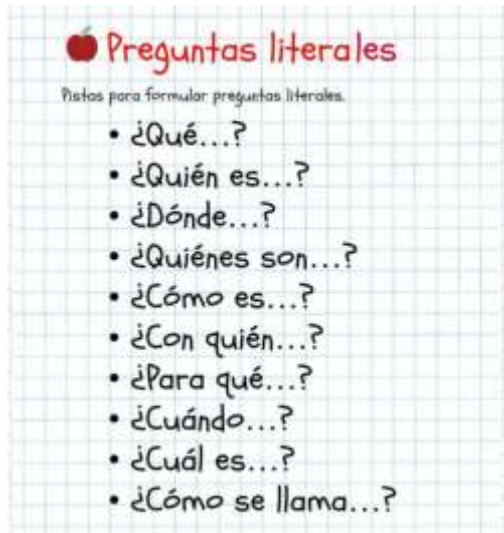 Preguntas literales
Pistas para formular preguntas literales.
• ¿Qué...?
• ¿Quién es...?
• ¿Dónde...?
• ¿Quiénes son...?
• ¿Cómo es...?
• ¿Con quién...?
• ¿Para qué...?
• ¿Cuándo...?
• ¿Cuál es...?
• ¿Cómo se llama...?